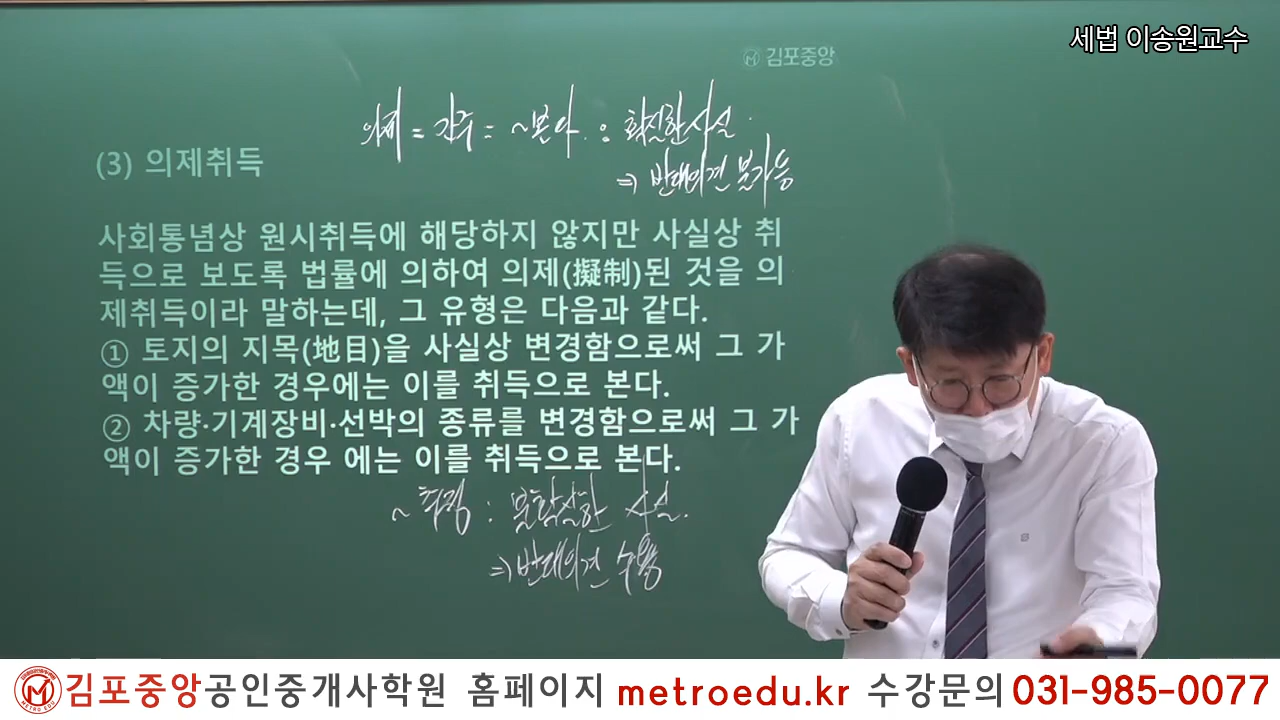 세법 이송원교수
김포중앙
의제 = 간주 = ~본다. : 확실한 사실.
⇒ 반대의견 불가능
(3) 의제취득
사회통념상 원시취득에 해당하지 않지만 사실상 취
득으로 보도록 법률에 의하여 의제(擬制)된 것을 의
제취득이라 말하는데, 그 유형은 다음과 같다.
① 토지의 지목(地目)을 사실상 변경함으로써 그 가
액이 증가한 경우에는 이를 취득으로 본다.
② 차량·기계장비·선박의 종류를 변경함으로써 그 가
액이 증가한 경우 에는 이를 취득으로 본다.
~추정 : 불확실한 사실.
⇒ 반대의견 수용
METRO EDU
김포중앙공인중개사학원 홈페이지 metroedu.kr 수강문의 031-985-0077